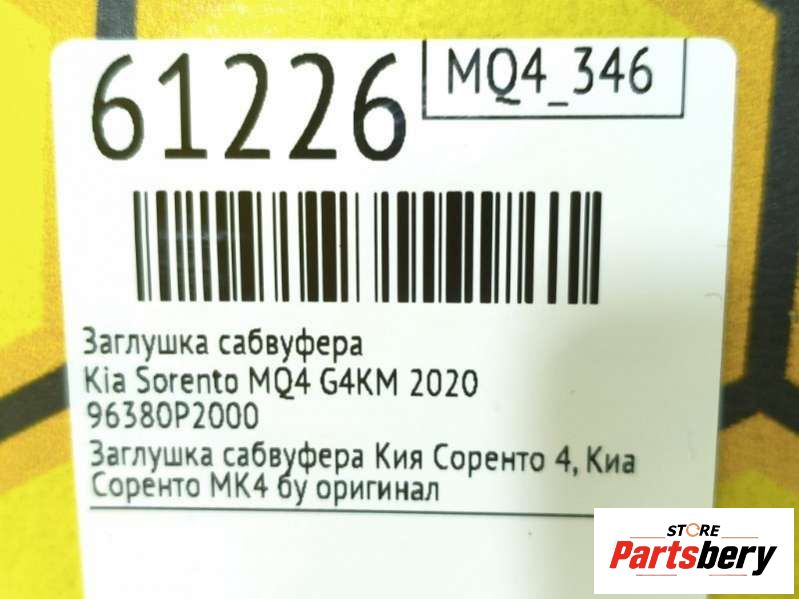 61226
MQ4_346
Заглушка сабвуфера
Kia Sorento MQ4 G4KM 2020
96380P2000
Заглушка сабвуфера Кия Соренто 4, Киа
Соренто МК4 бу оригинал
STORE
Partsbery